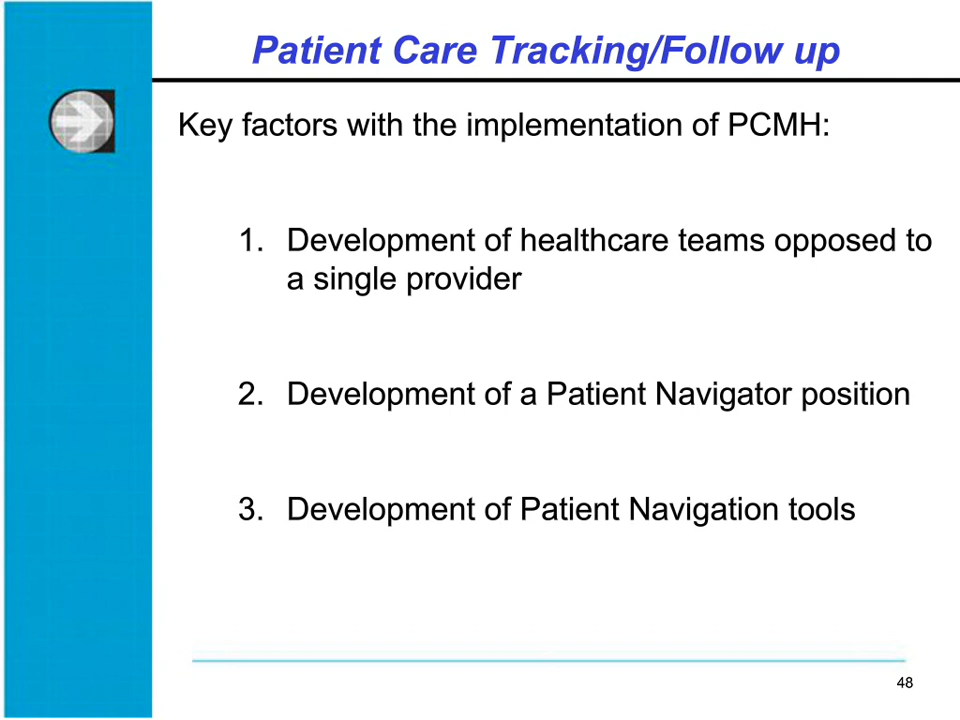 Patient Care Tracking/Follow up
Key factors with the implementation of PCMH:
1. Development of healthcare teams opposed to
a single provider
2. Development of a Patient Navigator position
3. Development of Patient Navigation tools
48